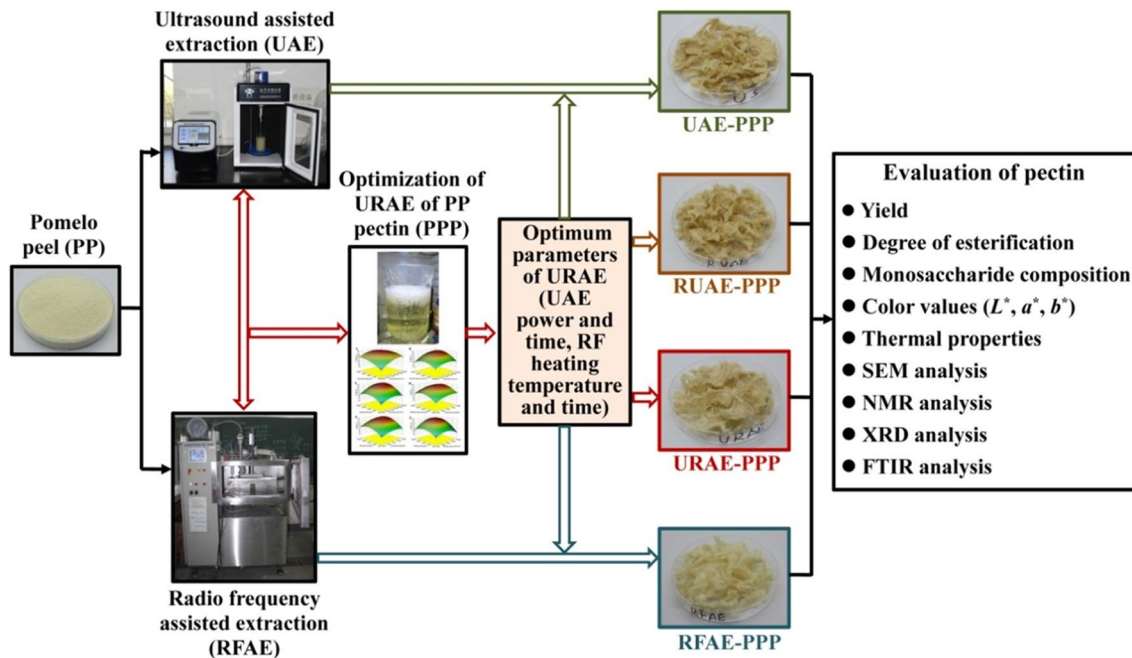 Ultrasound assisted
extraction (UAE)
Pomelo
peel (PP)
Radio frequency
assisted extraction
(RFAE)
Optimization of
URAE of PP
pectin (PPP)
Optimum
parameters
of URAE
(UAE
power and
time, RF
heating
temperature
and time)
UAE-PPP
RUAE
RUAE-PPP
URAE
URAE-PPP
RFAE
RFAE-PPP
Evaluation of pectin
● Yield
● Degree of esterification
● Monosaccharide composition
● Color values (L*, a*, b*)
● Thermal properties
● SEM analysis
● NMR analysis
● XRD analysis
● FTIR analysis